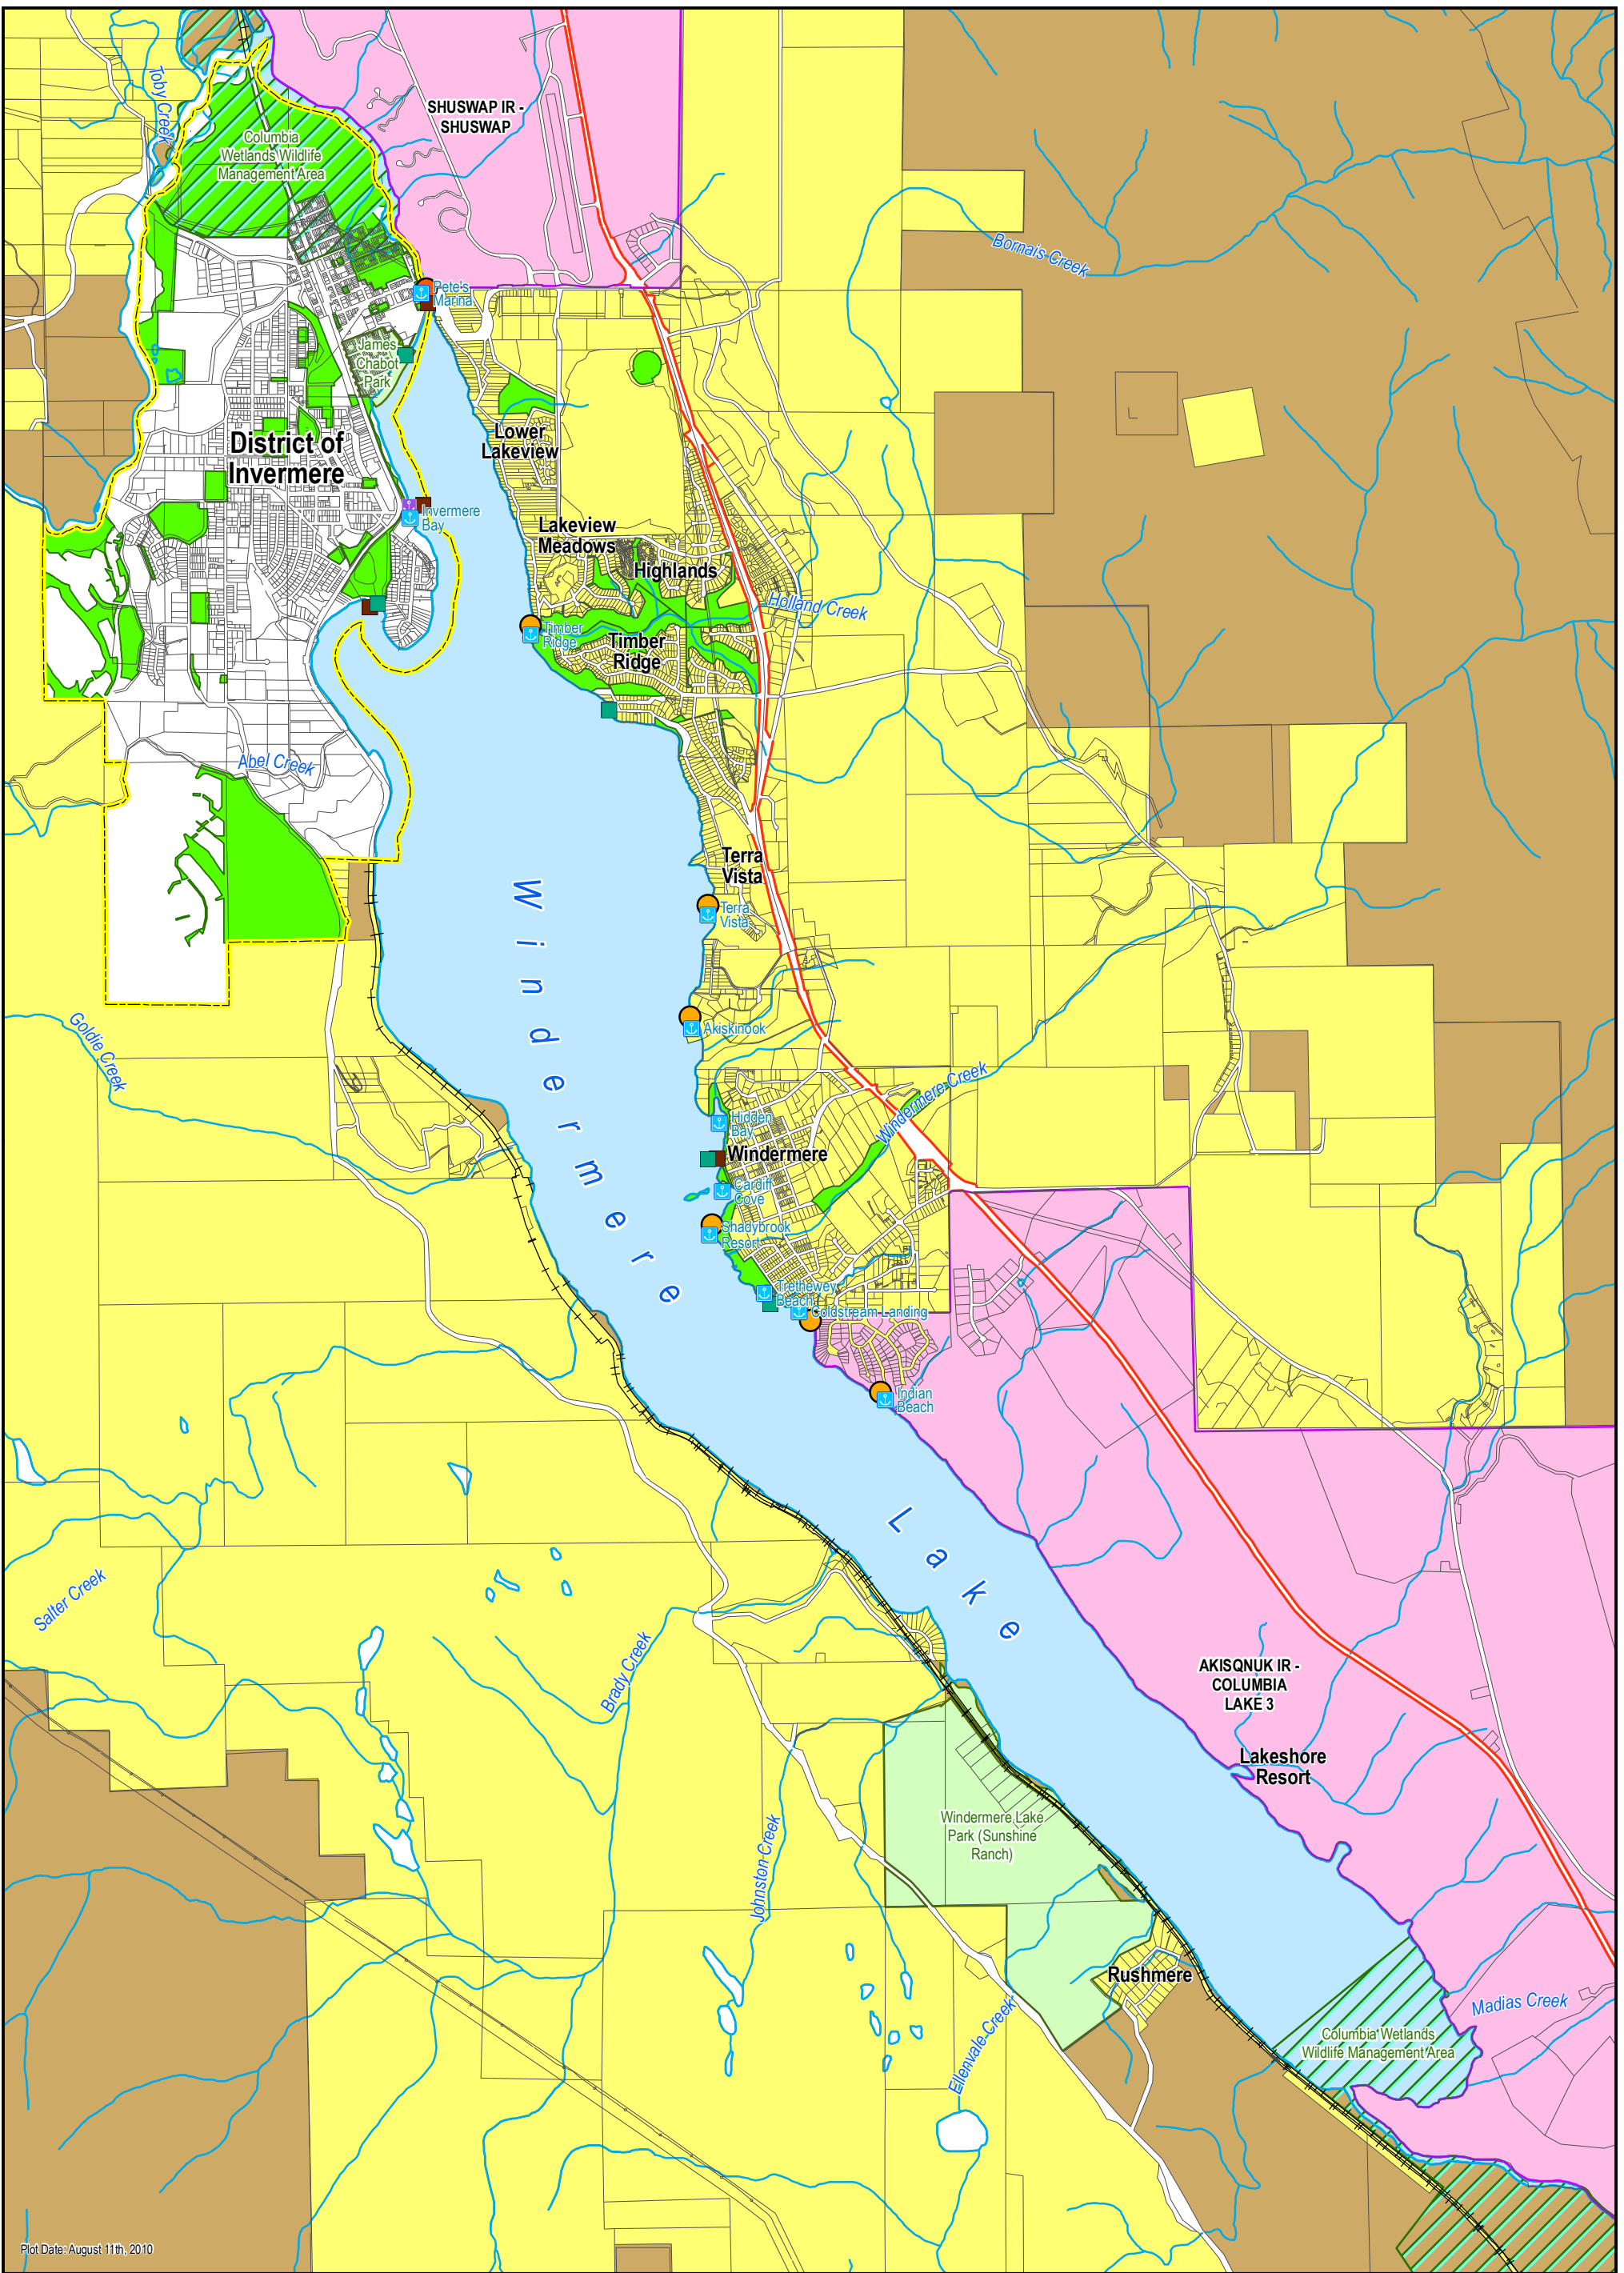 Toby Creek
SHUSWAP IR -
SHUSWAP
Columbia
Wetlands Wildlife
Management Area
Bornais Creek
Pete's
Marina
James
Chabot
Park
Lower
Lakeview
District of
Invermere
Invermere
Bay
Lakeview
Meadows
Highlands
Holland Creek
Timber
Ridge
Timber
Ridge
Abel Creek
Terra
Vista
Terra
Vista
Windermere
Lake
Goldie Creek
Akiskinook
Windermere Creek
Hidden
Bay
Windermere
Cardiff
Cove
Shadybrook
Resort
Trethewey
Beach
Coldstream Landing
Indian
Beach
Salter Creek
Brady Creek
AKISQNUK IR -
COLUMBIA
LAKE 3
Lakeshore
Resort
Windermere Lake
Park (Sunshine
Ranch)
Johnston Creek
Rushmere
Ellenvale Creek
Madias Creek
Columbia Wetlands
Wildlife Management Area
Plot Date: August 11th, 2010